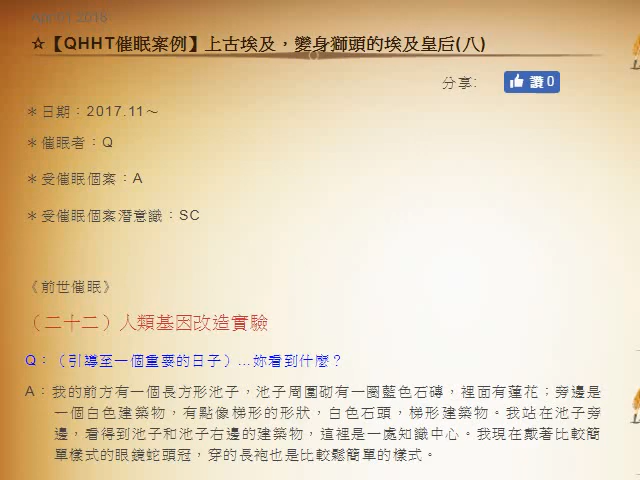 Apr 01 2018
☆【QHHT催眠案例】上古埃及，變身獅頭的埃及皇后(八)
分享:
讚 0
＊日期：2017.11～
＊催眠者：Q
＊受催眠個案：A
＊受催眠個案潛意識：SC
《前世催眠》
（二十二）人類基因改造實驗
Q：（引導至一個重要的日子）…妳看到什麼？
A：我的前方有一個長方形池子，池子周圍砌有一圈藍色石磚，裡面有蓮花；旁邊是
一個白色建築物，有點像梯形的形狀，白色石頭，梯形建築物。我站在池子旁
邊，看得到池子和池子右邊的建築物，這裡是一處知識中心。我現在戴著比較簡
單樣式的眼鏡蛇頭冠，穿的長袍也是比較鬆簡單的樣式。